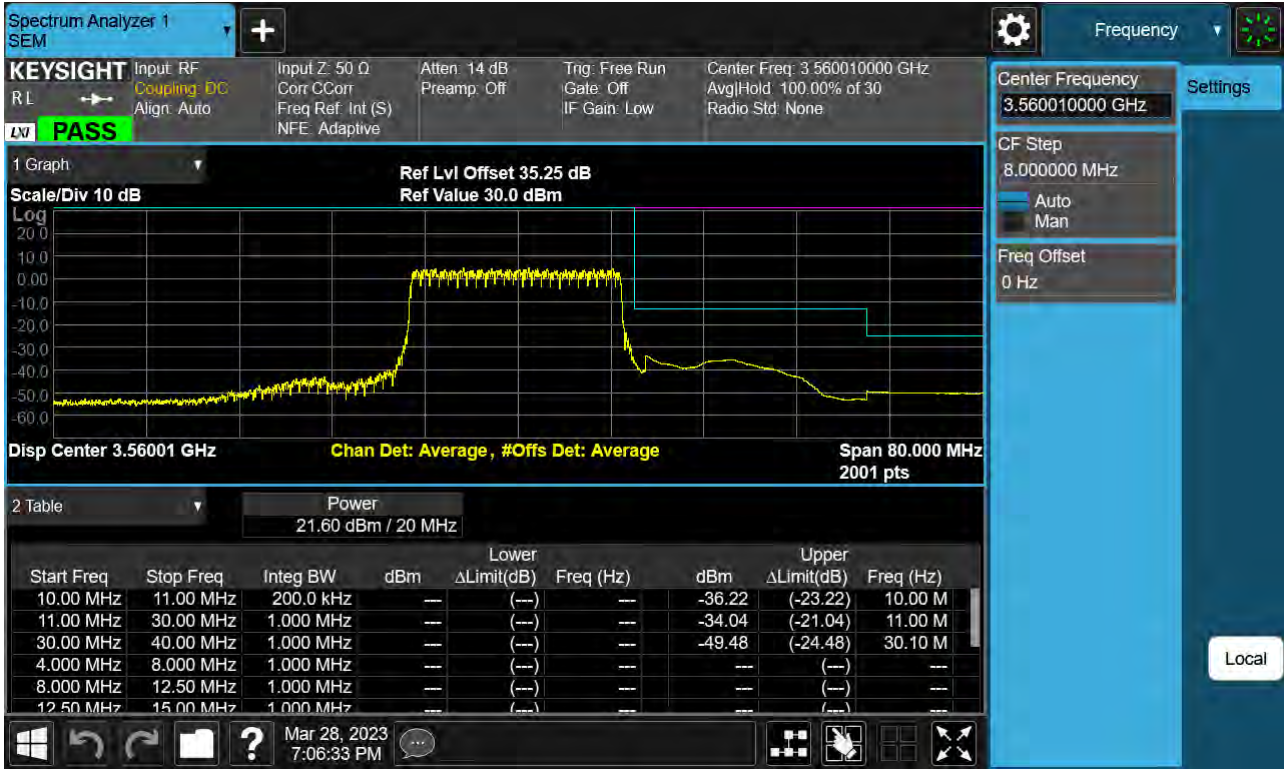 Spectrum Analyzer 1
SEM
Frequency
KEYSIGHT
R L
LXI
PASS
Input: RF
Coupling: DC
Align: Auto
Input Z: 50 Ω
Corr CCorr
Freq Ref: Int (S)
NFE: Adaptive
Atten: 14 dB
Preamp: Off
Trig: Free Run
Gate: Off
IF Gain: Low
Center Freq: 3.560010000 GHz
Avg|Hold: 100.00% of 30
Radio Std: None
Center Frequency
3.560010000 GHz
Settings
CF Step
8.000000 MHz
Auto
Man
Freq Offset
0 Hz
1 Graph
Ref Lvl Offset 35.25 dB
Scale/Div 10 dB
Ref Value 30.0 dBm
Log
20.0
10.0
0.00
-10.0
-20.0
-30.0
-40.0
-50.0
-60.0
Disp Center 3.56001 GHz
Chan Det: Average, #Offs Det: Average
Span 80.000 MHz
2001 pts
2 Table
Power
21.60 dBm / 20 MHz
Lower Upper
Start Freq Stop Freq Integ BW dBm ΔLimit(dB) Freq (Hz) dBm ΔLimit(dB) Freq (Hz)
10.00 MHz 11.00 MHz 200.0 kHz --- (---) --- -36.22 (-23.22) 10.00 M
11.00 MHz 30.00 MHz 1.000 MHz --- (---) --- -34.04 (-21.04) 11.00 M
30.00 MHz 40.00 MHz 1.000 MHz --- (---) --- -49.48 (-24.48) 30.10 M
4.000 MHz 8.000 MHz 1.000 MHz --- (---) --- --- (---) ---
8.000 MHz 12.50 MHz 1.000 MHz --- (---) --- --- (---) ---
12.50 MHz 15.00 MHz 1.000 MHz --- (---) --- --- (---) ---
Local
Mar 28, 2023
7:06:33 PM